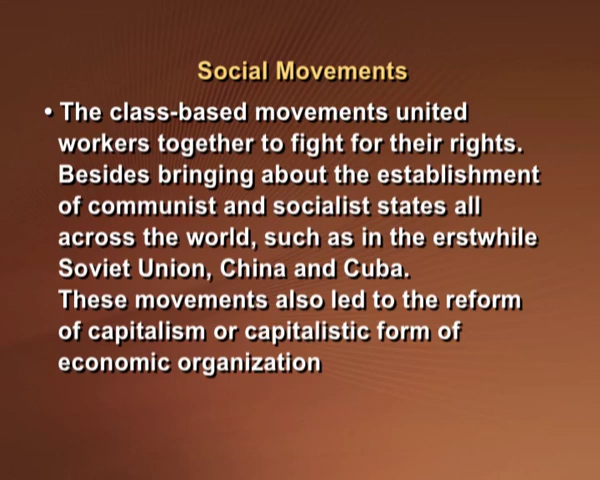 Social Movements
• The class-based movements united
workers together to fight for their rights.
Besides bringing about the establishment
of communist and socialist states all
across the world, such as in the erstwhile
Soviet Union, China and Cuba.
These movements also led to the reform
of capitalism or capitalistic form of
economic organization